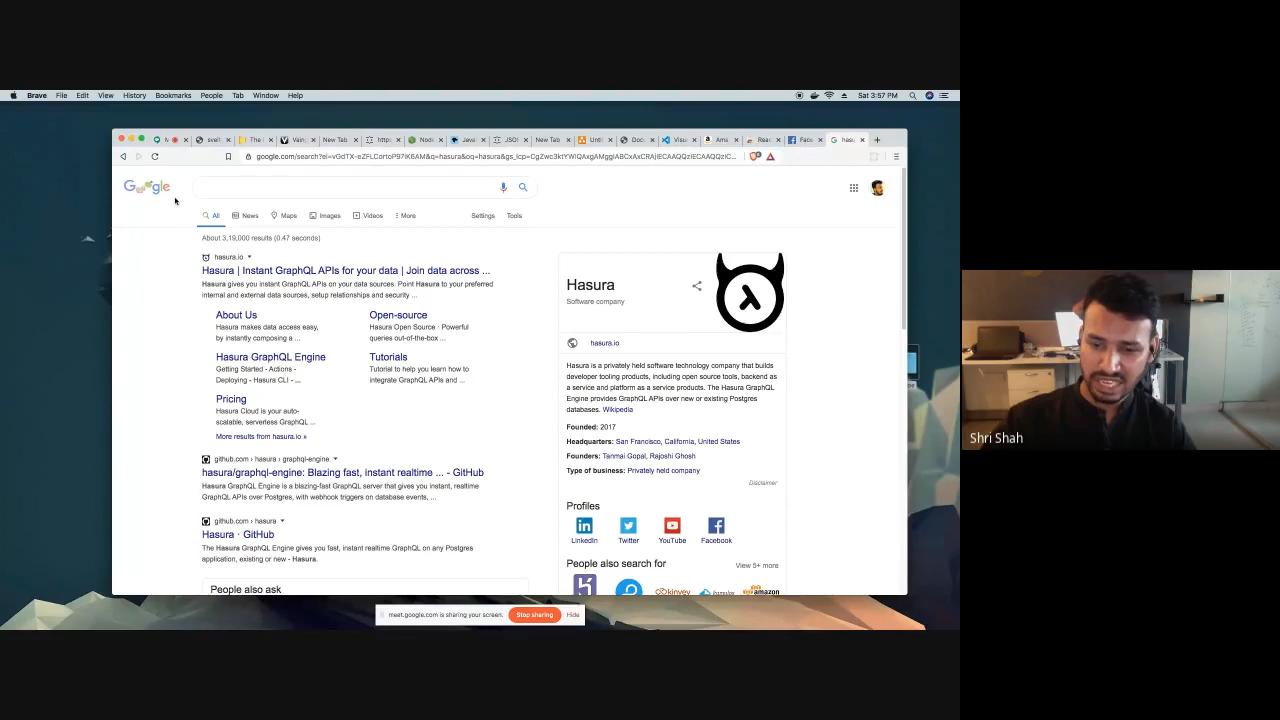 Brave File Edit View History Bookmarks People Tab Window Help
Sat 3:57 PM
The
New Tab
New Tab
Google
All News Maps Images Videos More Settings Tools
About 3,19,000 results (0.47 seconds)
hasura.io
Hasura | Instant GraphQL APIs for your data | Join data across ...
Hasura gives you instant GraphQL APIs on your data sources. Point Hasura to your preferred
internal and external data sources, setup relationships and security ...
About Us
Hasura makes data access easy,
by instantly composing a ...
Open-source
Hasura Open Source · Powerful
queries out-of-the-box ...
Hasura GraphQL Engine
Getting Started - Actions -
Deploying - Hasura CLI - ...
Tutorials
Tutorial to help you learn how to
integrate GraphQL APIs and ...
Pricing
Hasura Cloud is your auto-
scalable, serverless GraphQL ...
More results from hasura.io »
github.com › hasura › graphql-engine
hasura/graphql-engine: Blazing fast, instant realtime ... - GitHub
Hasura GraphQL Engine is a blazing-fast GraphQL server that gives you instant, realtime
GraphQL APIs over Postgres, with webhook triggers on database events, ...
github.com › hasura
Hasura · GitHub
The Hasura GraphQL Engine gives you fast, instant realtime GraphQL on any Postgres
application, existing or new - Hasura.
People also ask
Hasura
Software company
hasura.io
Hasura is a privately held software technology company that builds
developer tooling products, including open source tools, backend as
a service and platform as a service products. The Hasura GraphQL
Engine provides GraphQL APIs over new or existing Postgres
databases. Wikipedia
Founded: 2017
Headquarters: San Francisco, California, United States
Founders: Tanmai Gopal, Rajoshi Ghosh
Type of business: Privately held company
Disclaimer
Profiles
LinkedIn Twitter YouTube Facebook
People also search for
View 5+ more
kinvey
amazon
meet.google.com is sharing your screen. Stop sharing Hide
Shri Shah